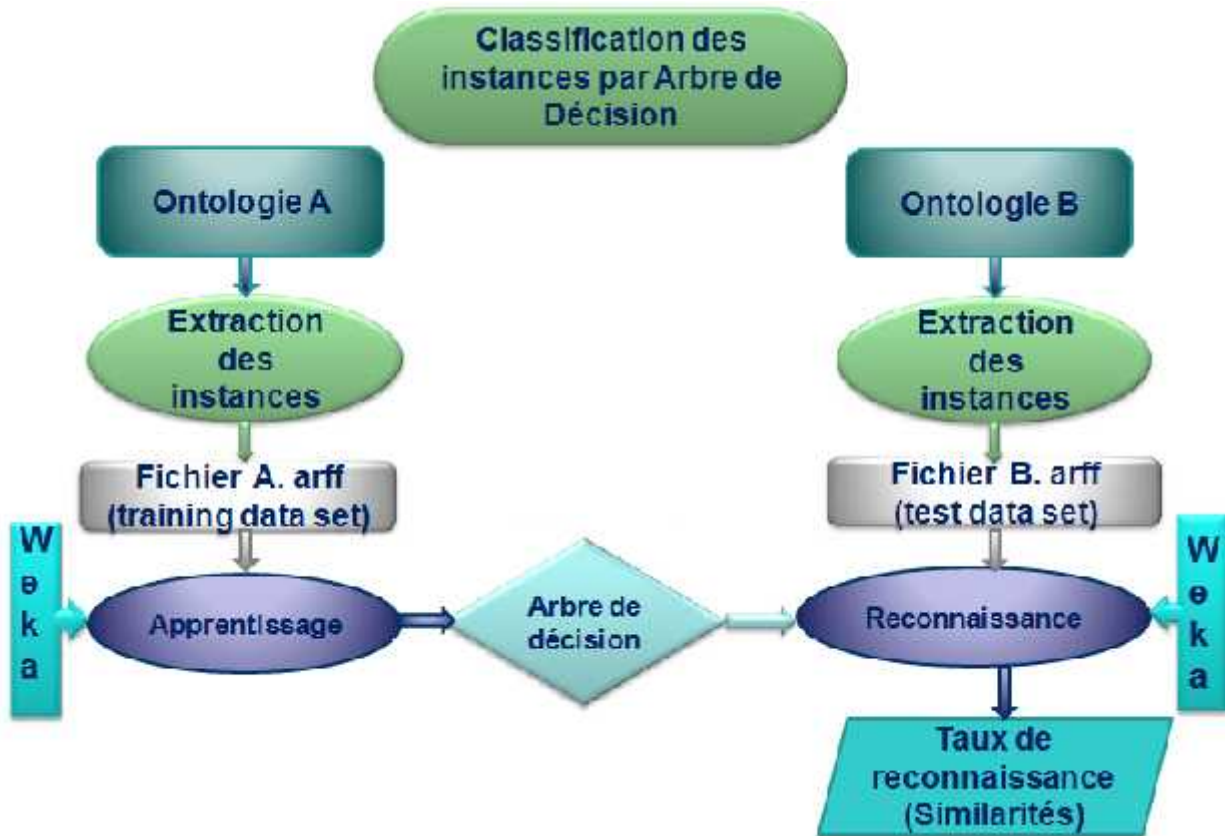 Classification des
instances par Arbre de
Décision
Ontologie A
Ontologie B
Extraction
des
instances
Extraction
des
instances
Fichier A. arff
(training data set)
Fichier B. arff
(test data set)
W
e
k
a
Apprentissage
Arbre de
décision
Reconnaissance
W
e
k
a
Taux de
reconnaissance
(Similarités)